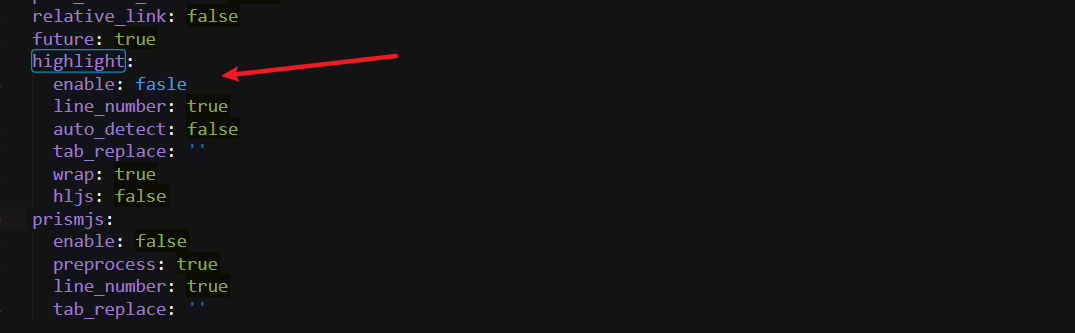 relative_link: false
future: true
highlight:
enable: fasle
line_number: true
auto_detect: false
tab_replace: ''
wrap: true
hljs: false
prismjs:
enable: false
preprocess: true
line_number: true
tab_replace: ''